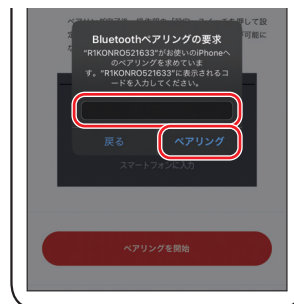 Bluetoothペアリングの要求
"R1KONRO521633"がお使いのiPhoneへ
のペアリングを求めていま
す。"R1KONRO521633"に表示されるコ
ードを入力してください。
戻る
ペアリング
スマートフォンに入力
ペアリングを開始